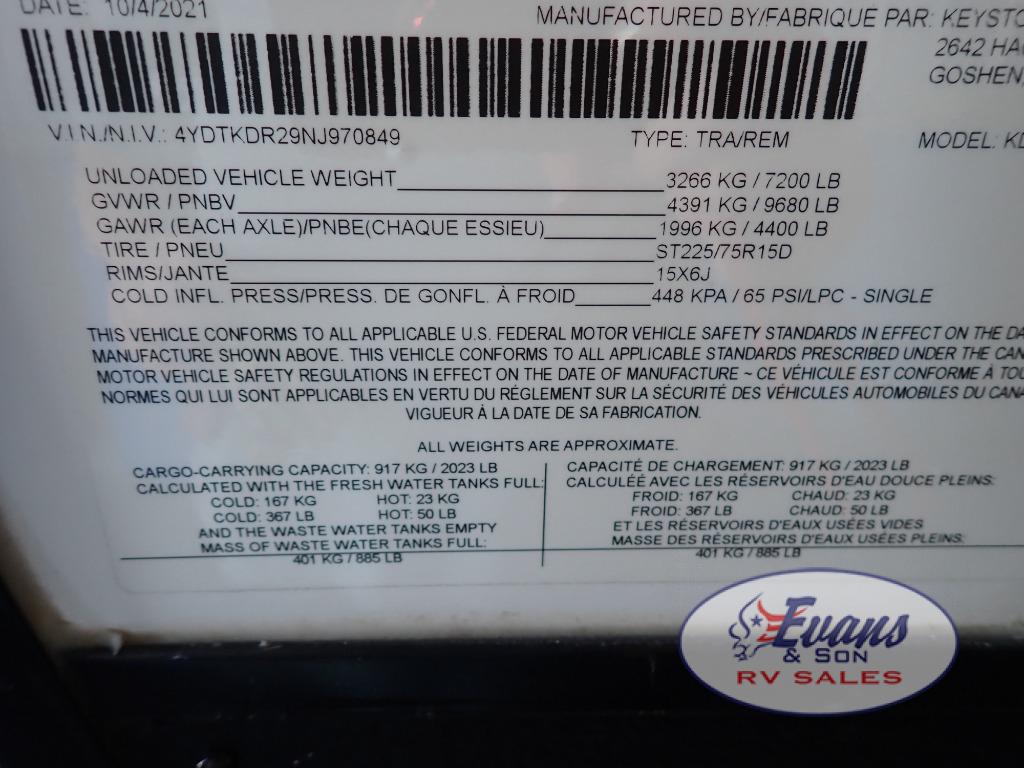 DATE: 10/4/2021
MANUFACTURED BY/FABRIQUE PAR: KEYSTO
2642
GOSHEN,
V.I.N./N.I.V.: 4YDTKDR29NJ970849 TYPE: TRA/REM MODEL:
UNLOADED VEHICLE WEIGHT 3266 KG / 7200 LB
GVWR / PNBV 4391 KG / 9680 LB
GAWR (EACH AXLE)/PNBE(CHAQUE ESSIEU) 1996 KG / 4400 LB
TIRE / PNEU ST225/75R15D
RIMS/JANTE 15X6J
COLD INFL. PRESS/PRESS. DE GONFL. À FROID 448 KPA / 65 PSI/LPC - SINGLE
THIS VEHICLE CONFORMS TO ALL APPLICABLE U.S. FEDERAL MOTOR VEHICLE SAFETY STANDARDS IN EFFECT ON THE DA
MANUFACTURE SHOWN ABOVE. THIS VEHICLE CONFORMS TO ALL APPLICABLE STANDARDS PRESCRIBED UNDER THE CAN
MOTOR VEHICLE SAFETY REGULATIONS IN EFFECT ON THE DATE OF MANUFACTURE ~ CE VÉHICULE EST CONFORME À TOU
NORMES QUI LUI SONT APPLICABLES EN VERTU DU RÉGLEMENT SUR LA SÉCURITÉ DES VÉHICULES AUTOMOBILES DU CANA
VIGUEUR À LA DATE DE SA FABRICATION.
ALL WEIGHTS ARE APPROXIMATE.
CARGO-CARRYING CAPACITY: 917 KG / 2023 LB
CALCULATED WITH THE FRESH WATER TANKS FULL:
COLD: 167 KG HOT: 23 KG
COLD: 367 LB HOT: 50 LB
AND THE WASTE WATER TANKS EMPTY
MASS OF WASTE WATER TANKS FULL:
401 KG / 885 LB
CAPACITÉ DE CHARGEMENT: 917 KG / 2023 LB
CALCULÉE AVEC LES RÉSERVOIRS D'EAU DOUCE PLEINS:
FROID: 167 KG CHAUD: 23 KG
FROID: 367 LB CHAUD: 50 LB
ET LES RÉSERVOIRS D'EAUX USÉES VIDES
MASSE DES RÉSERVOIRS D'EAUX USÉES PLEINS:
401 KG / 885 LB
Evans
& SON
RV SALES